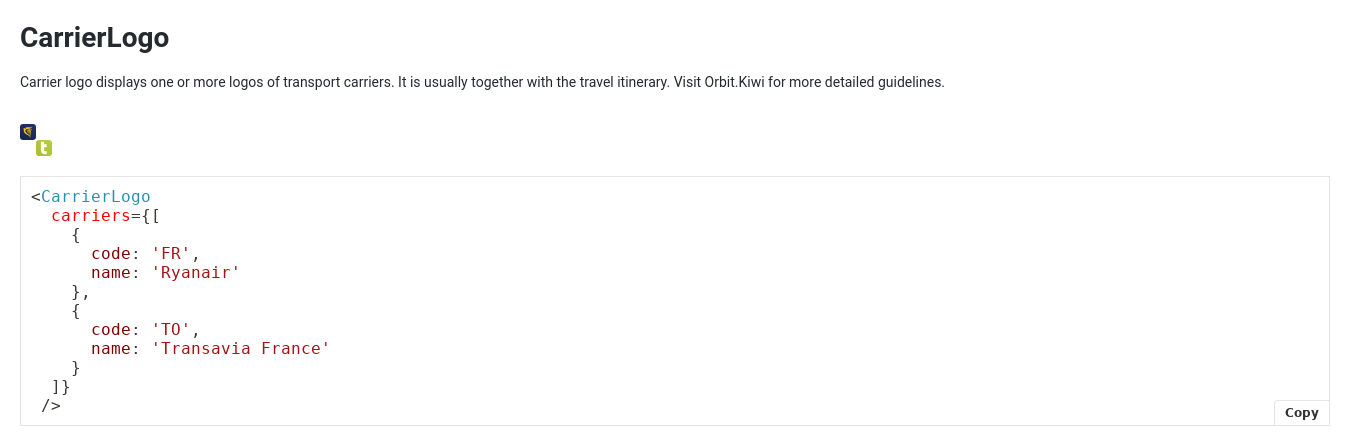 CarrierLogo
Carrier logo displays one or more logos of transport carriers. It is usually together with the travel itinerary. Visit Orbit.Kiwi for more detailed guidelines.
t
<CarrierLogo
  carriers={[
    {
      code: 'FR',
      name: 'Ryanair'
    },
    {
      code: 'TO',
      name: 'Transavia France'
    }
  ]}
 />
Copy